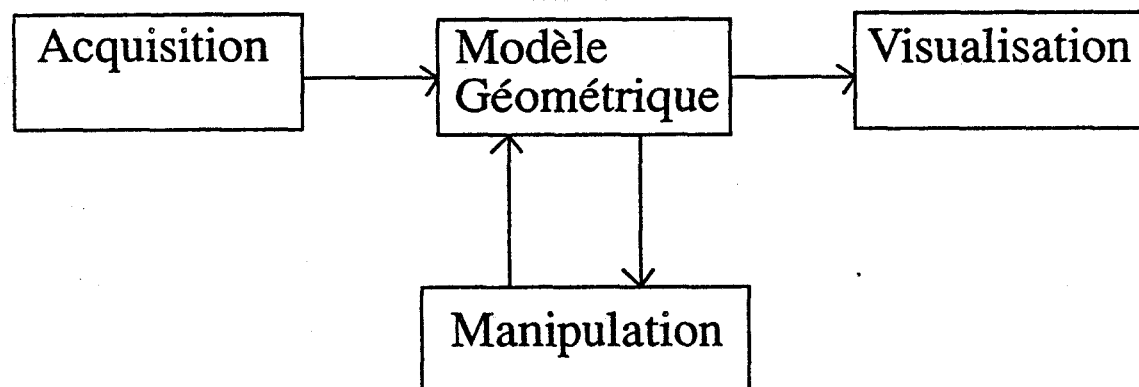 Acquisition
Modèle
Géométrique
Visualisation
Manipulation